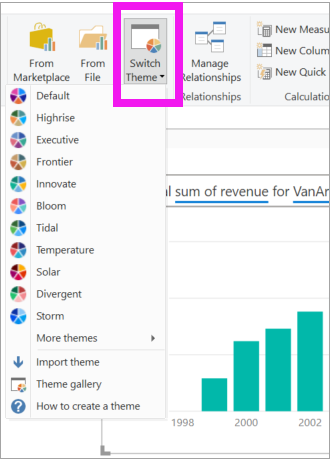 From
Marketplace
From
File
Switch
Theme
Manage
Relationships
Relationships
New Measu
New Colum
New Quick
Calculatio
Default
Highrise
Executive
Frontier
Innovate
Bloom
Tidal
Temperature
Solar
Divergent
Storm
More themes
Import theme
Theme gallery
How to create a theme
l sum of revenue for VanAr
1998 2000 2002